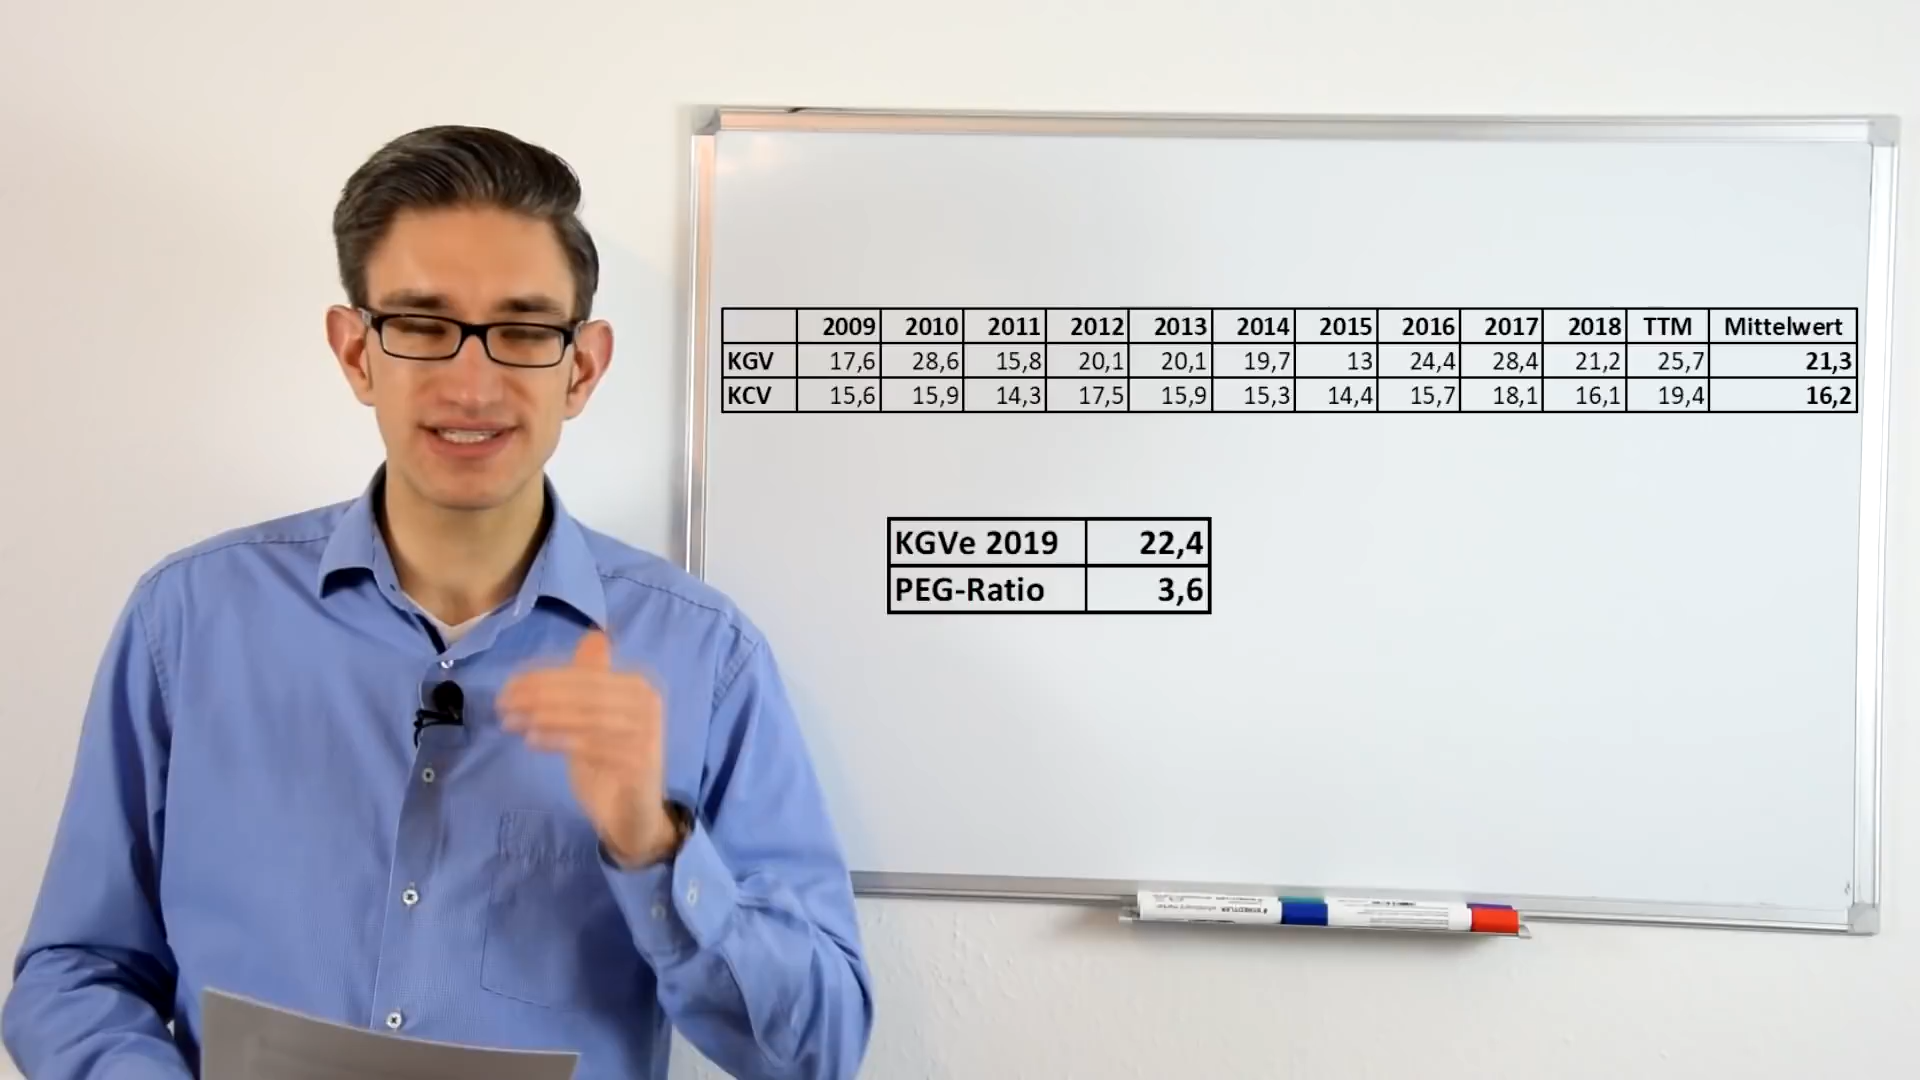 2009 2010 2011 2012 2013 2014 2015 2016 2017 2018 TTM Mittelwert
KGV 17,6 28,6 15,8 20,1 20,1 19,7 13 24,4 28,4 21,2 25,7 21,3
KCV 15,6 15,9 14,3 17,5 15,9 15,3 14,4 15,7 18,1 16,1 19,4 16,2
KGVe 2019 22,4
PEG-Ratio 3,6